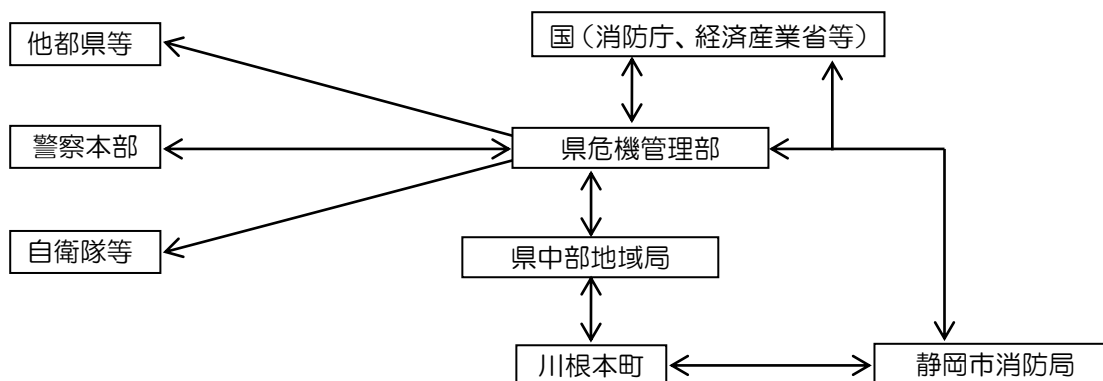 他都県等
国（消防庁、経済産業省等）
警察本部
県危機管理部
自衛隊等
県中部地域局
川根本町
静岡市消防局